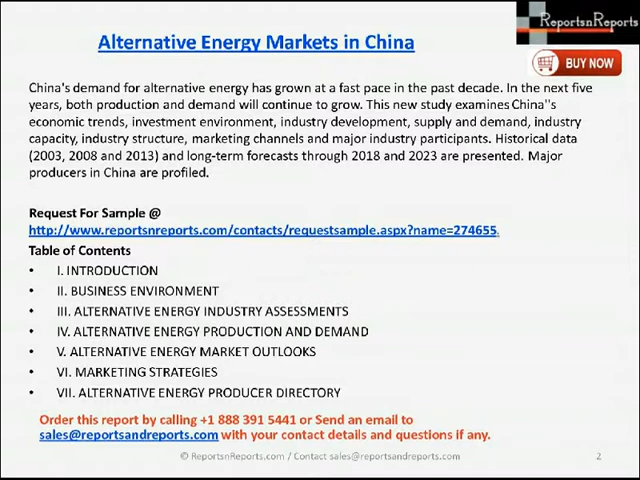 ReportsnReports
Alternative Energy Markets in China
BUY NOW
China's demand for alternative energy has grown at a fast pace in the past decade. In the next five
years, both production and demand will continue to grow. This new study examines China''s
economic trends, investment environment, industry development, supply and demand, industry
capacity, industry structure, marketing channels and major industry participants. Historical data
(2003, 2008 and 2013) and long-term forecasts through 2018 and 2023 are presented. Major
producers in China are profiled.
Request For Sample @
http://www.reportsnreports.com/contacts/requestsample.aspx?name=274655.
Table of Contents
• I. INTRODUCTION
• II. BUSINESS ENVIRONMENT
• III. ALTERNATIVE ENERGY INDUSTRY ASSESSMENTS
• IV. ALTERNATIVE ENERGY PRODUCTION AND DEMAND
• V. ALTERNATIVE ENERGY MARKET OUTLOOKS
• VI. MARKETING STRATEGIES
• VII. ALTERNATIVE ENERGY PRODUCER DIRECTORY
Order this report by calling +1 888 391 5441 or Send an email to
sales@reportsandreports.com with your contact details and questions if any.
© ReportsnReports.com / Contact sales@reportsandreports.com 2